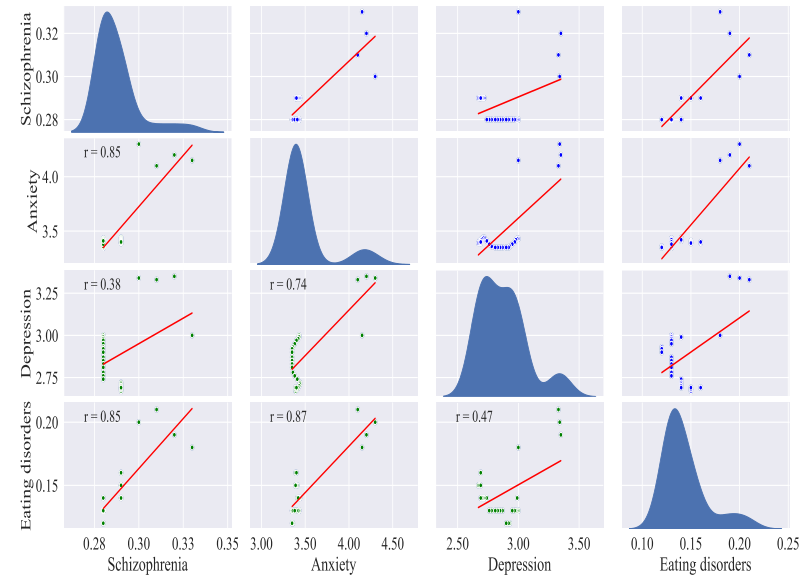 Schizophrenia
0.32
0.30
0.28
Anxiety
4.0
3.5
r = 0.85
Depression
3.25
3.00
2.75
r = 0.38
r = 0.74
Eating disorders
0.20
0.15
r = 0.85
r = 0.87
r = 0.47
0.28 0.30 0.33 0.35
3.00 3.50 4.00 4.50
2.50 3.00 3.50
0.10 0.15 0.20 0.25
Schizophrenia
Anxiety
Depression
Eating disorders